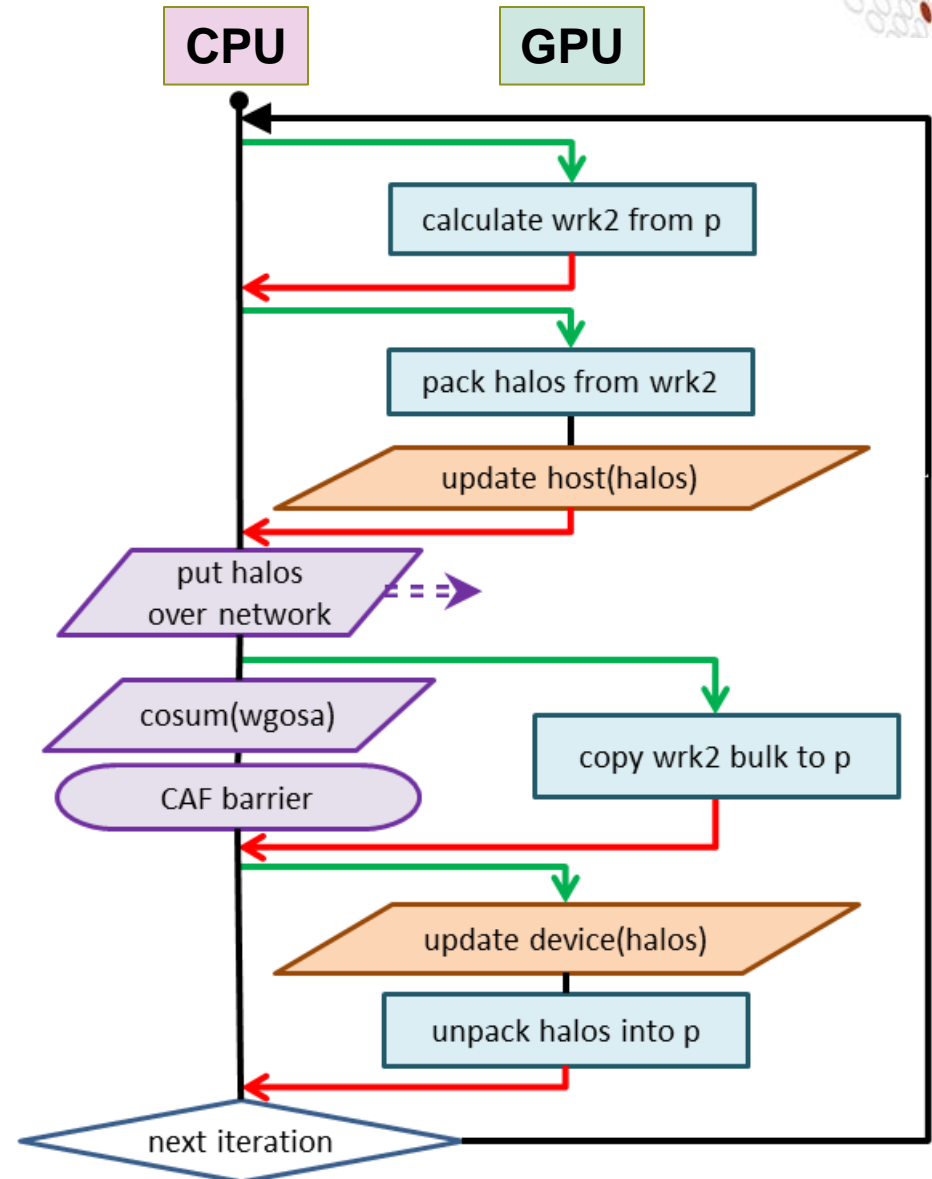 CPU
GPU
calculate wrk2 from p
pack halos from wrk2
update host(halos)
put halos
over network
cosum(wgosa)
copy wrk2 bulk to p
CAF barrier
update device(halos)
unpack halos into p
next iteration